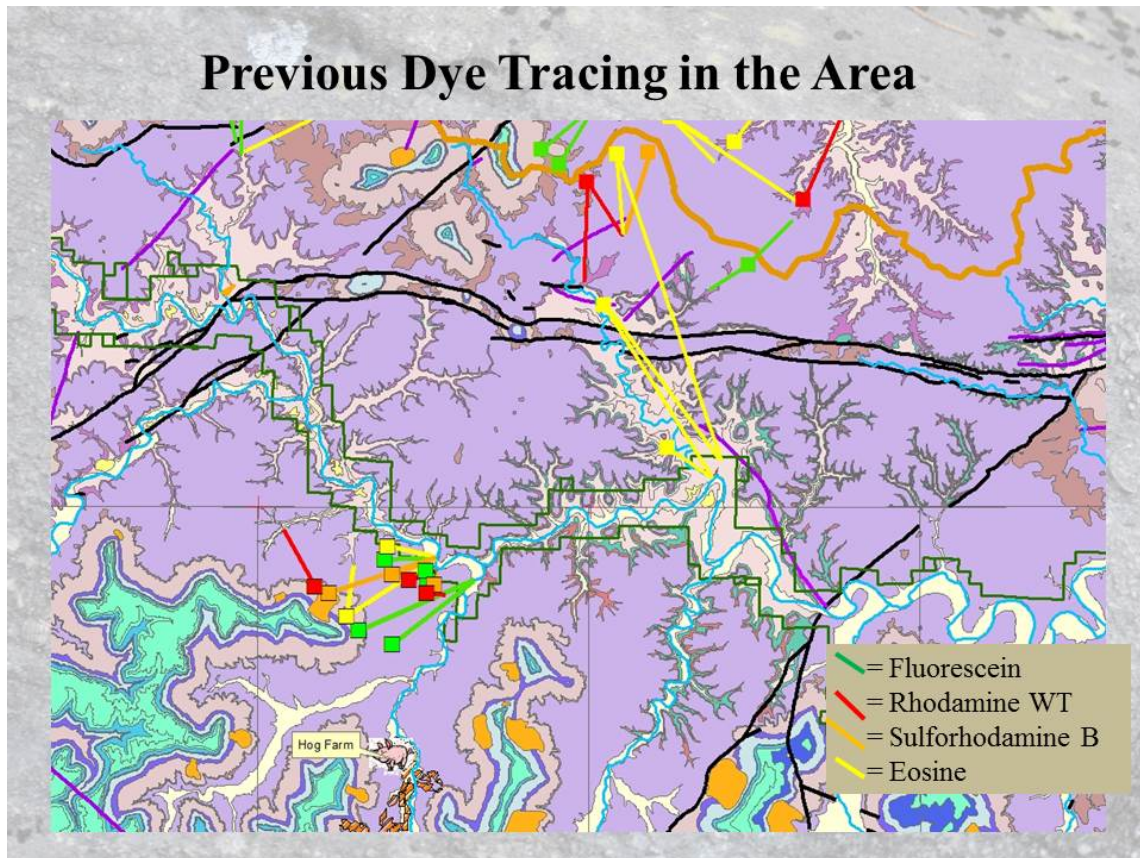 Previous Dye Tracing in the Area
Hog Farm
= Fluorescein
= Rhodamine WT
= Sulforhodamine B
= Eosine